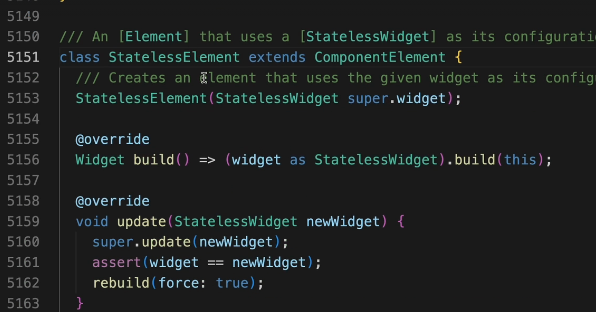 5149
5150 /// An [Element] that uses a [StatelessWidget] as its
5151 class StatelessElement extends ComponentElement {
5152 /// Creates an element that uses the given widget as its
5153 StatelessElement(StatelessWidget super.widget);
5154
5155 @override
5156 Widget build() => (widget as StatelessWidget).build(this);
5157
5158 @override
5159 void update(StatelessWidget newWidget) {
5160 super.update(newWidget);
5161 assert(widget == newWidget);
5162 rebuild(force: true);
5163 }